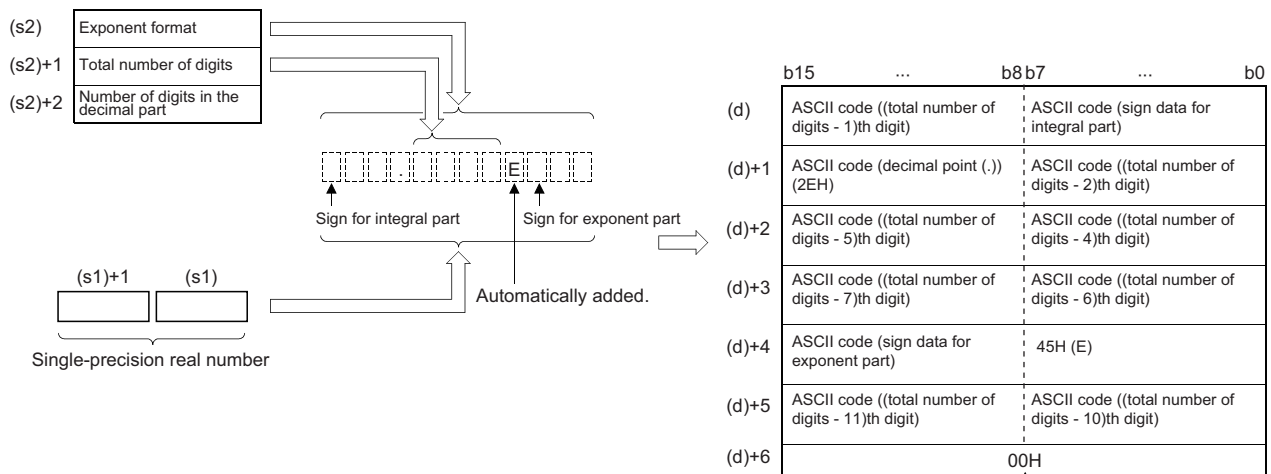 (s2)
Exponent format
(s2)+1
Total number of digits
(s2)+2
Number of digits in the
decimal part
.
E
Sign for integral part
Sign for exponent part
Automatically added.
(s1)+1
(s1)
Single-precision real number
b15
...
b8
b7
...
b0
(d)
ASCII code ((total number of
digits - 1)th digit)
ASCII code (sign data for
integral part)
(d)+1
ASCII code (decimal point (.))
(2EH)
ASCII code ((total number of
digits - 2)th digit)
(d)+2
ASCII code ((total number of
digits - 5)th digit)
ASCII code ((total number of
digits - 4)th digit)
(d)+3
ASCII code ((total number of
digits - 7)th digit)
ASCII code ((total number of
digits - 6)th digit)
(d)+4
ASCII code (sign data for
exponent part)
45H (E)
(d)+5
ASCII code ((total number of
digits - 11)th digit)
ASCII code ((total number of
digits - 10)th digit)
(d)+6
00H